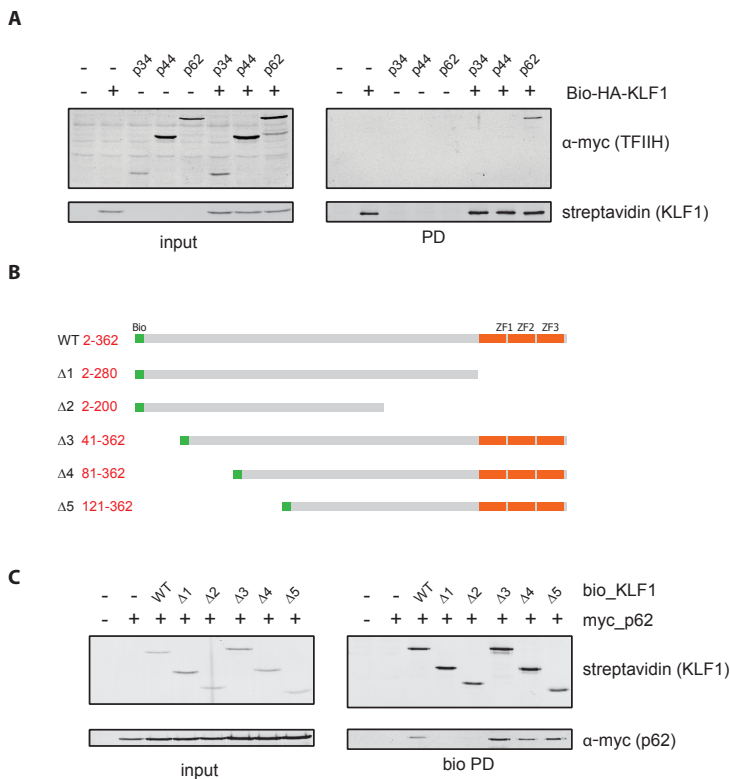 A
- - p34 p44 p62 p34 p44 p62
- + - - - + + +
- - p34 p44 p62 p34 p44 p62
- + - - - + + +
Bio-HA-KLF1
α-myc (TFIIH)
streptavidin (KLF1)
input
PD
B
Bio
ZF1 ZF2 ZF3
WT 2-362
Δ1 2-280
Δ2 2-200
Δ3 41-362
Δ4 81-362
Δ5 121-362
C
- - WT Δ1 Δ2 Δ3 Δ4 Δ5
- + + + + + + +
- - WT Δ1 Δ2 Δ3 Δ4 Δ5
- + + + + + + +
bio_KLF1
myc_p62
streptavidin (KLF1)
α-myc (p62)
input
bio PD